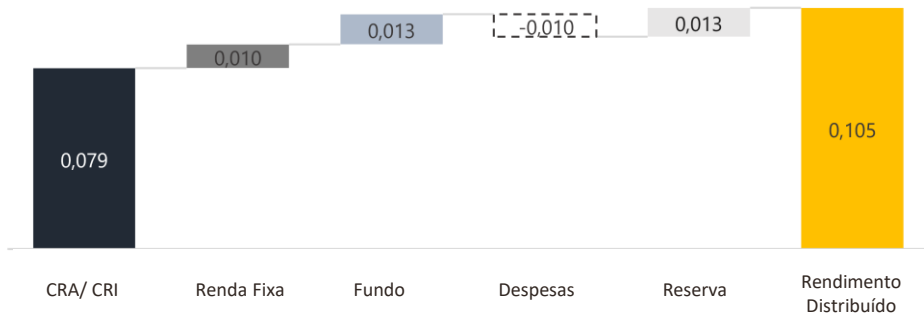 0,079
0,010
0,013
-0,010
0,013
0,105
CRA/ CRI
Renda Fixa
Fundo
Despesas
Reserva
Rendimento
Distribuído